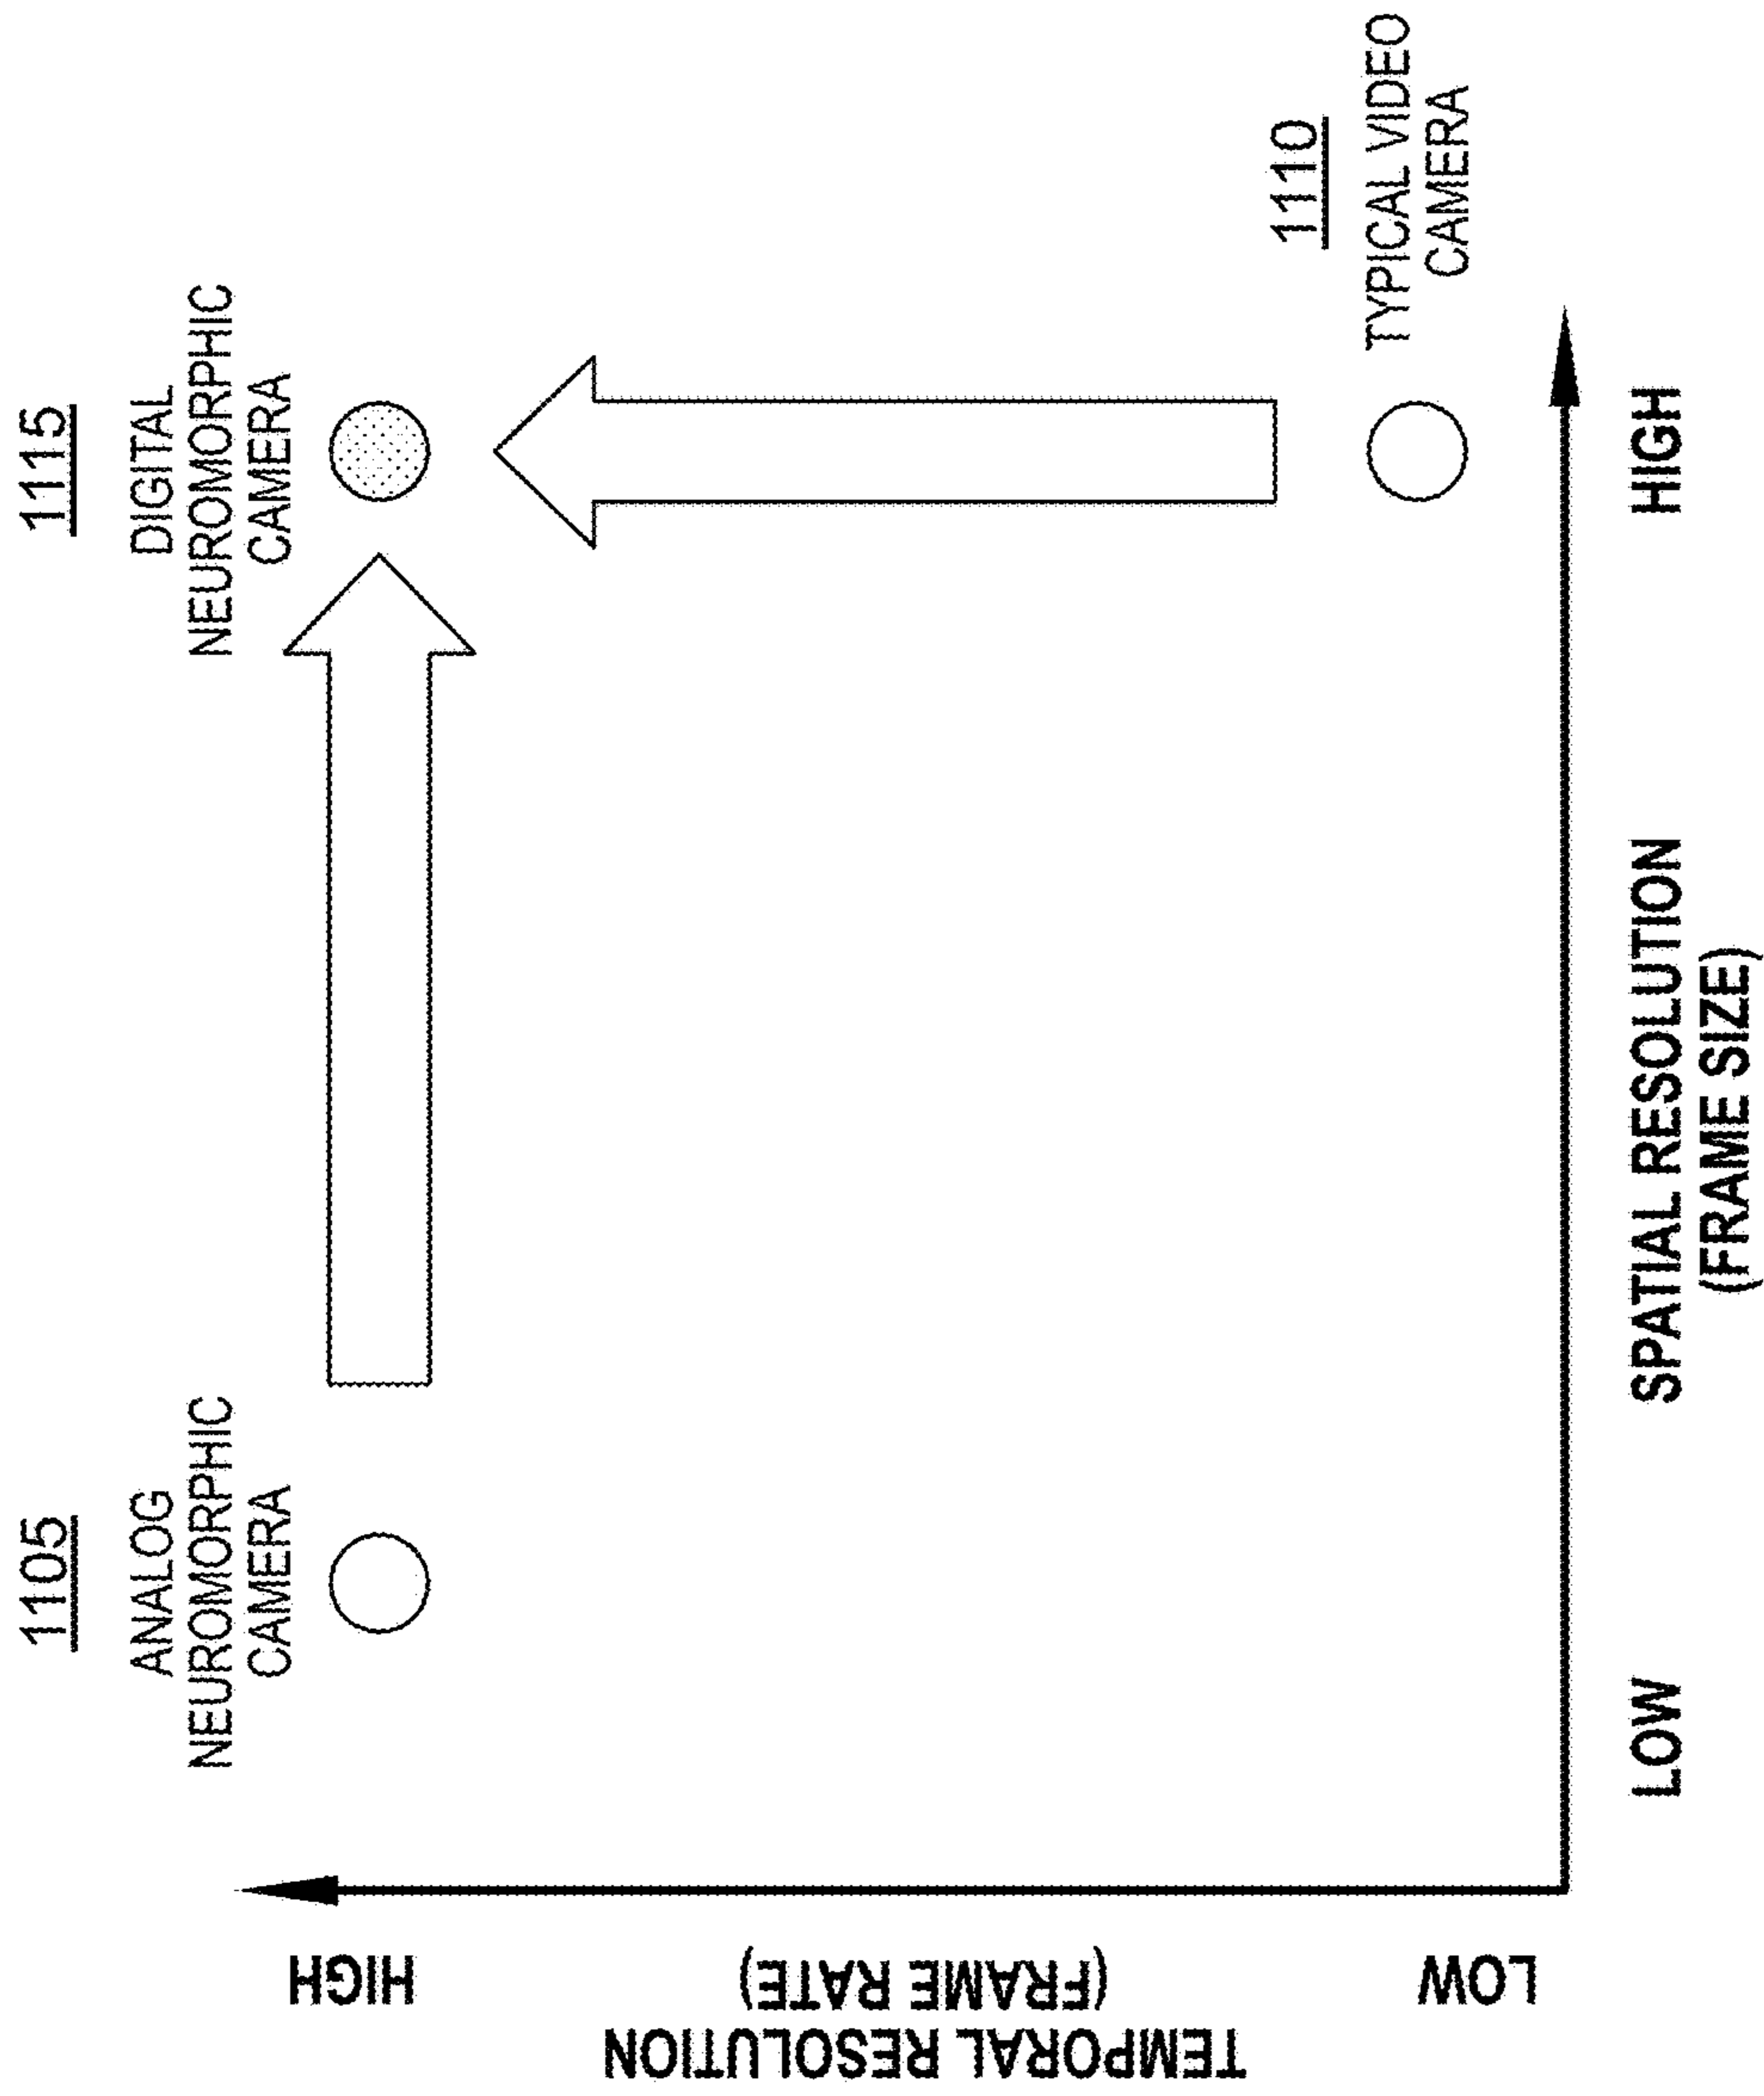 1105
ANALOG
NEUROMORPHIC
CAMERA
1115
DIGITAL
NEUROMORPHIC
CAMERA
1110
TYPICAL VIDEO
CAMERA
HIGH
TEMPORAL RESOLUTION
(FRAME RATE)
LOW
LOW
SPATIAL RESOLUTION
(FRAME SIZE)
HIGH